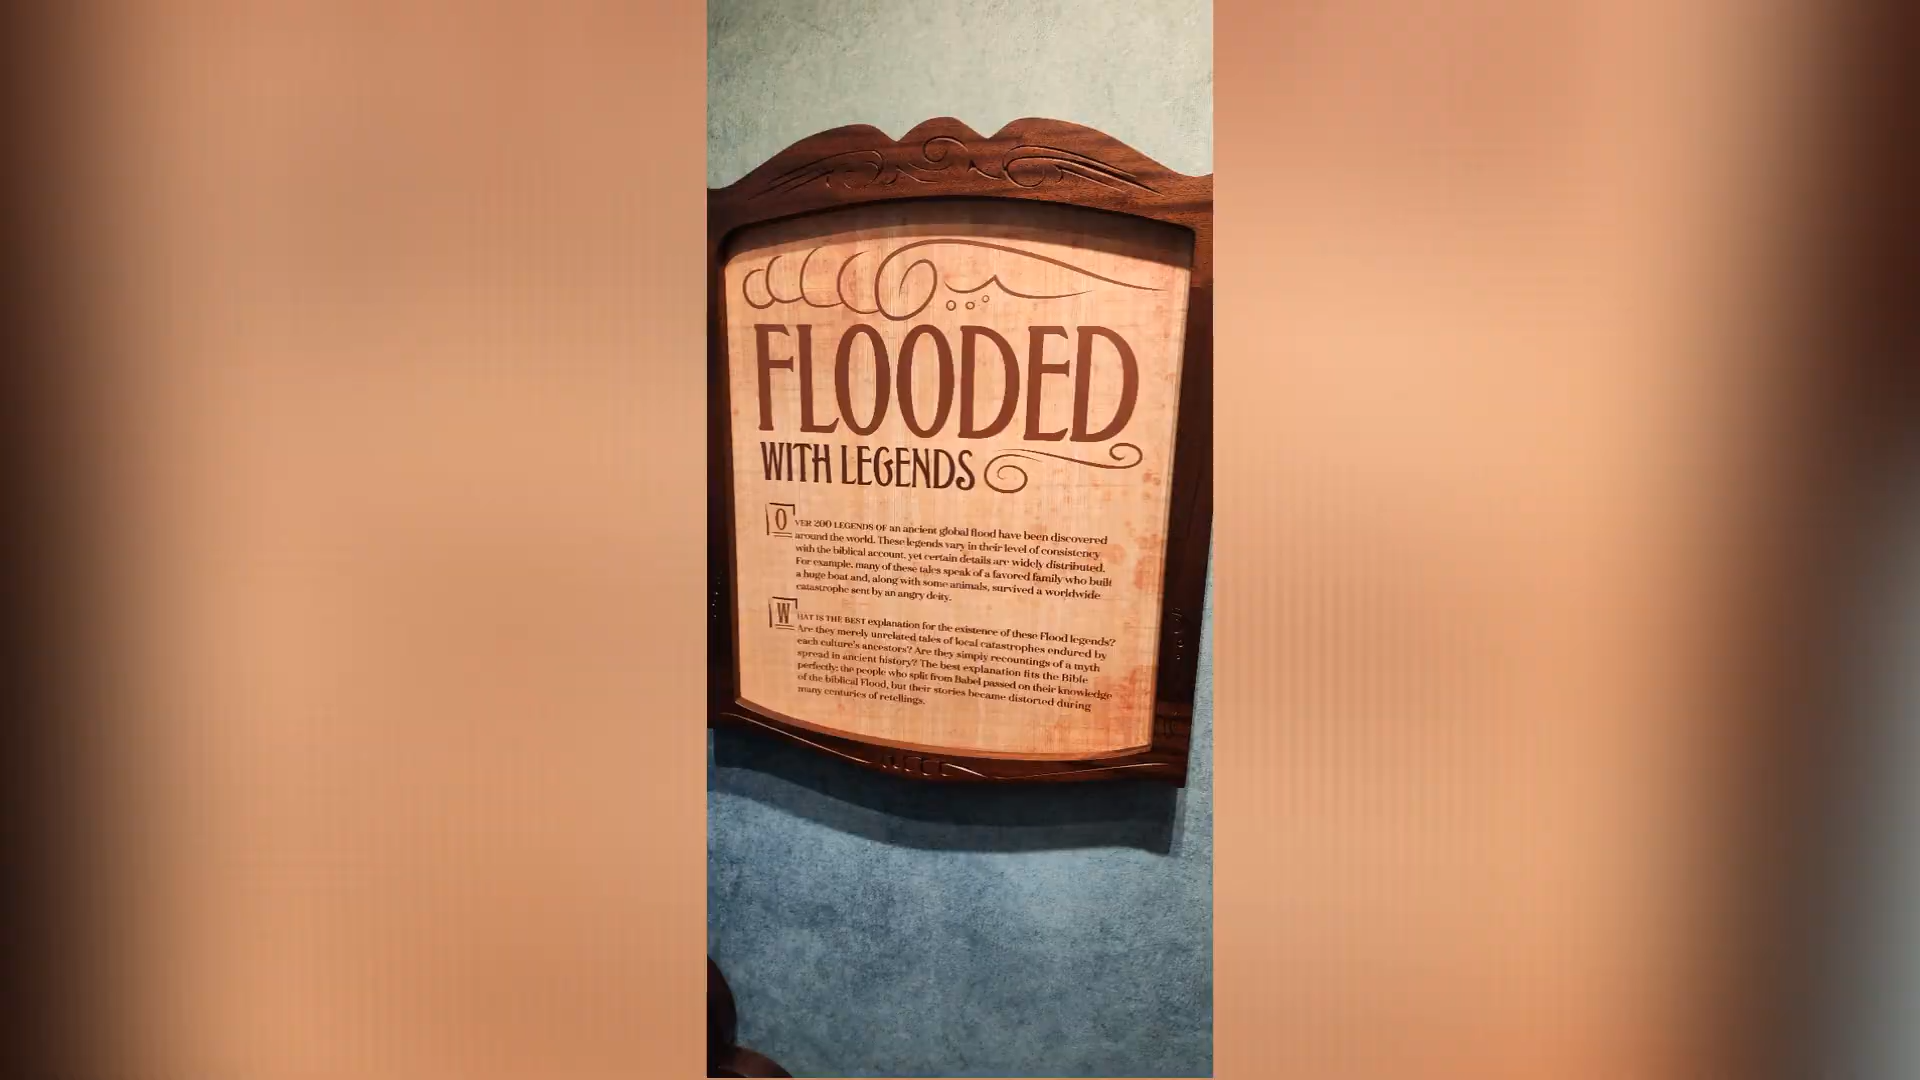 FLOODED
WITH LEGENDS
OVER 200 LEGENDS OF an ancient global flood have been discovered
around the world. These legends vary in their level of consistency
with the biblical account, yet certain details are widely distributed.
For example, many of these tales speak of a favored family who built
a huge boat and, along with some animals, survived a worldwide
catastrophe sent by an angry deity.
WHAT IS THE BEST explanation for the existence of these Flood legends?
Are they merely unrelated tales of local catastrophes endured by
each culture's ancestors? Are they simply recountings of a myth
spread in ancient history? The best explanation fits the Bible
perfectly: the people who split from Babel passed on their knowledge
of the biblical Flood, but their stories became distorted during
many centuries of retellings.